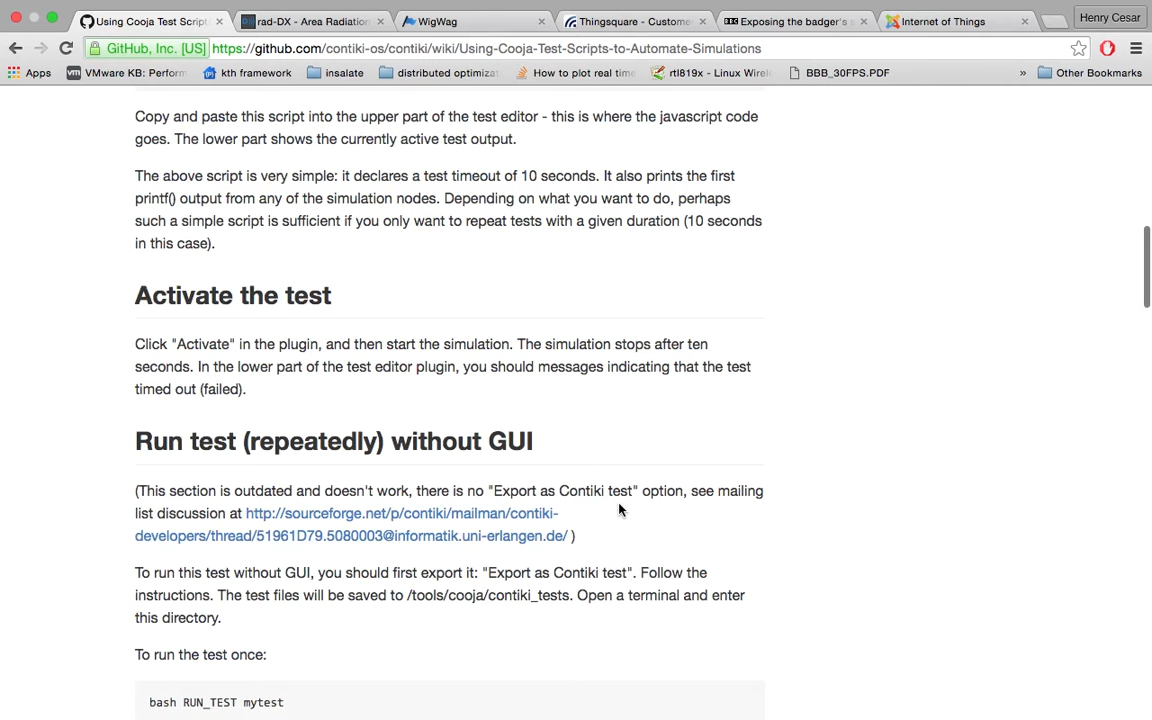 Using Cooja Test Script
rad-DX - Area Radiation
WigWag
Thingsquare - Custome
Exposing the badger's s
Internet of Things
Henry Cesar
GitHub, Inc. [US] https://github.com/contiki-os/contiki/wiki/Using-Cooja-Test-Scripts-to-Automate-Simulations
Apps
VMware KB: Perform
kth framework
insalate
distributed optimizat
How to plot real time
rtl819x - Linux Wirel
BBB_30FPS.PDF
»
Other Bookmarks
Copy and paste this script into the upper part of the test editor - this is where the javascript code
goes. The lower part shows the currently active test output.
The above script is very simple: it declares a test timeout of 10 seconds. It also prints the first
printf() output from any of the simulation nodes. Depending on what you want to do, perhaps
such a simple script is sufficient if you only want to repeat tests with a given duration (10 seconds
in this case).
Activate the test
Click "Activate" in the plugin, and then start the simulation. The simulation stops after ten
seconds. In the lower part of the test editor plugin, you should messages indicating that the test
timed out (failed).
Run test (repeatedly) without GUI
(This section is outdated and doesn't work, there is no "Export as Contiki test" option, see mailing
list discussion at http://sourceforge.net/p/contiki/mailman/contiki-
developers/thread/51961D79.5080003@informatik.uni-erlangen.de/ )
To run this test without GUI, you should first export it: "Export as Contiki test". Follow the
instructions. The test files will be saved to /tools/cooja/contiki_tests. Open a terminal and enter
this directory.
To run the test once:
bash RUN_TEST mytest